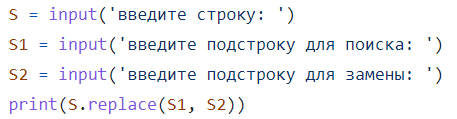 S = input('введите строку: ')
S1 = input('введите подстроку для поиска: ')
S2 = input('введите подстроку для замены: ')
print(S.replace(S1, S2))